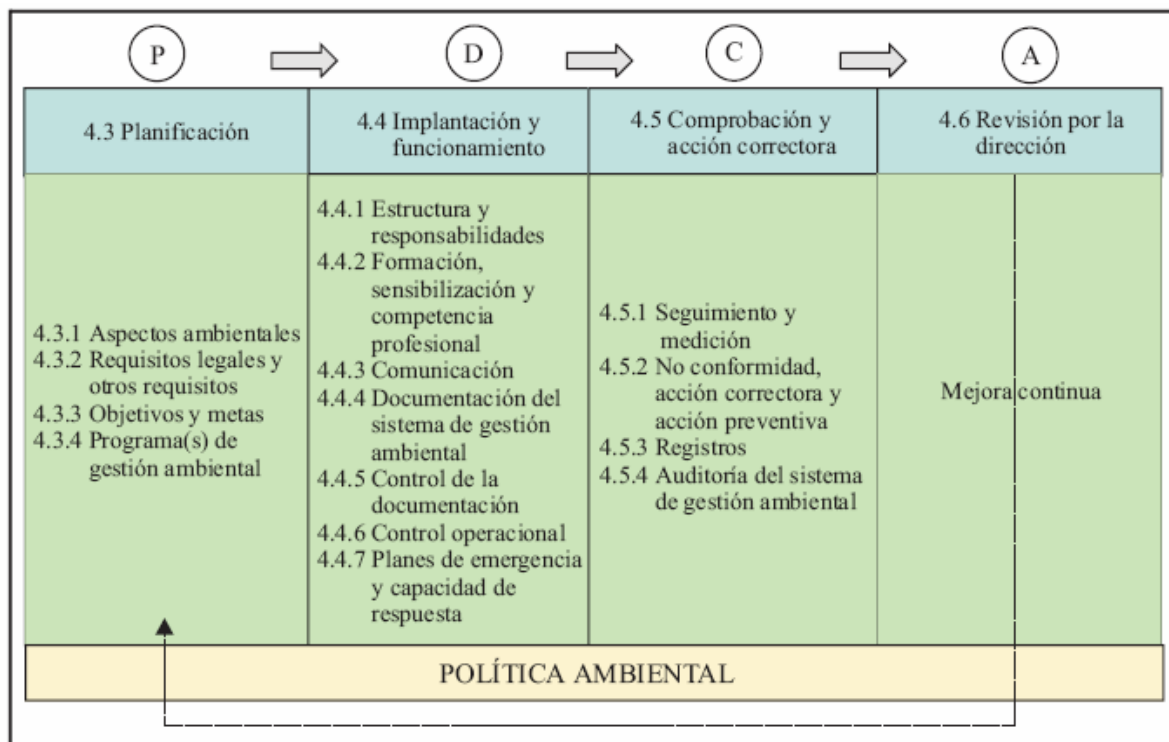 P
D
C
A
4.3 Planificación
4.4 Implantación y
funcionamiento
4.5 Comprobación y
acción correctora
4.6 Revisión por la
dirección
4.3.1 Aspectos ambientales
4.3.2 Requisitos legales y
otros requisitos
4.3.3 Objetivos y metas
4.3.4 Programa(s) de
gestión ambiental
4.4.1 Estructura y
responsabilidades
4.4.2 Formación,
sensibilización y
competencia
profesional
4.4.3 Comunicación
4.4.4 Documentación del
sistema de gestión
ambiental
4.4.5 Control de la
documentación
4.4.6 Control operacional
4.4.7 Planes de emergencia
y capacidad de
respuesta
4.5.1 Seguimiento y
medición
4.5.2 No conformidad,
acción correctora y
acción preventiva
4.5.3 Registros
4.5.4 Auditoría del sistema
de gestión ambiental
Mejora continua
POLÍTICA AMBIENTAL